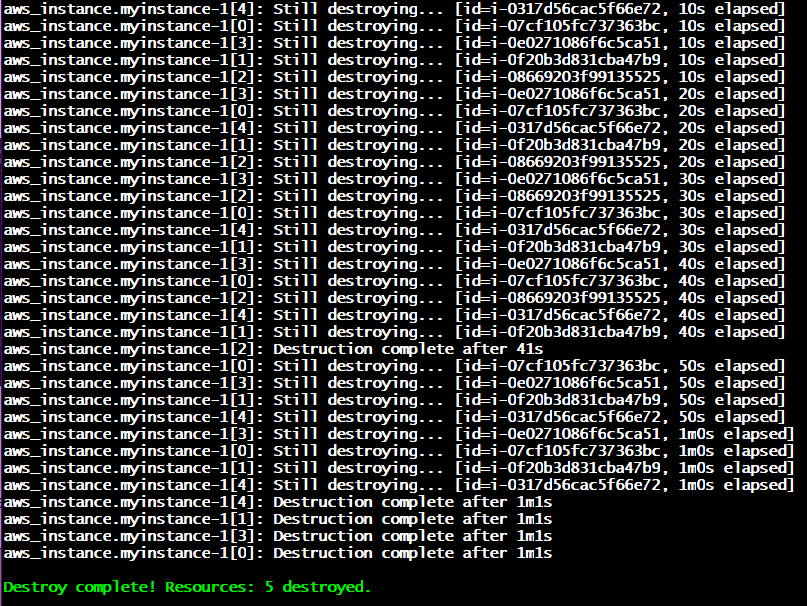 aws_instance.myinstance-1[4]: Still destroying... [id=i-0317d56cac5f66e72, 10s elapsed]
aws_instance.myinstance-1[0]: Still destroying... [id=i-07cf105fc737363bc, 10s elapsed]
aws_instance.myinstance-1[3]: Still destroying... [id=i-0e0271086f6c5ca51, 10s elapsed]
aws_instance.myinstance-1[1]: Still destroying... [id=i-0f20b3d831cba47b9, 10s elapsed]
aws_instance.myinstance-1[2]: Still destroying... [id=i-08669203f99135525, 10s elapsed]
aws_instance.myinstance-1[3]: Still destroying... [id=i-0e0271086f6c5ca51, 20s elapsed]
aws_instance.myinstance-1[0]: Still destroying... [id=i-07cf105fc737363bc, 20s elapsed]
aws_instance.myinstance-1[4]: Still destroying... [id=i-0317d56cac5f66e72, 20s elapsed]
aws_instance.myinstance-1[1]: Still destroying... [id=i-0f20b3d831cba47b9, 20s elapsed]
aws_instance.myinstance-1[2]: Still destroying... [id=i-08669203f99135525, 20s elapsed]
aws_instance.myinstance-1[3]: Still destroying... [id=i-0e0271086f6c5ca51, 30s elapsed]
aws_instance.myinstance-1[2]: Still destroying... [id=i-08669203f99135525, 30s elapsed]
aws_instance.myinstance-1[0]: Still destroying... [id=i-07cf105fc737363bc, 30s elapsed]
aws_instance.myinstance-1[4]: Still destroying... [id=i-0317d56cac5f66e72, 30s elapsed]
aws_instance.myinstance-1[1]: Still destroying... [id=i-0f20b3d831cba47b9, 30s elapsed]
aws_instance.myinstance-1[3]: Still destroying... [id=i-0e0271086f6c5ca51, 40s elapsed]
aws_instance.myinstance-1[0]: Still destroying... [id=i-07cf105fc737363bc, 40s elapsed]
aws_instance.myinstance-1[2]: Still destroying... [id=i-08669203f99135525, 40s elapsed]
aws_instance.myinstance-1[4]: Still destroying... [id=i-0317d56cac5f66e72, 40s elapsed]
aws_instance.myinstance-1[1]: Still destroying... [id=i-0f20b3d831cba47b9, 40s elapsed]
aws_instance.myinstance-1[2]: Destruction complete after 41s
aws_instance.myinstance-1[0]: Still destroying... [id=i-07cf105fc737363bc, 50s elapsed]
aws_instance.myinstance-1[3]: Still destroying... [id=i-0e0271086f6c5ca51, 50s elapsed]
aws_instance.myinstance-1[1]: Still destroying... [id=i-0f20b3d831cba47b9, 50s elapsed]
aws_instance.myinstance-1[4]: Still destroying... [id=i-0317d56cac5f66e72, 50s elapsed]
aws_instance.myinstance-1[3]: Still destroying... [id=i-0e0271086f6c5ca51, 1m0s elapsed]
aws_instance.myinstance-1[0]: Still destroying... [id=i-07cf105fc737363bc, 1m0s elapsed]
aws_instance.myinstance-1[1]: Still destroying... [id=i-0f20b3d831cba47b9, 1m0s elapsed]
aws_instance.myinstance-1[4]: Still destroying... [id=i-0317d56cac5f66e72, 1m0s elapsed]
aws_instance.myinstance-1[4]: Destruction complete after 1m1s
aws_instance.myinstance-1[1]: Destruction complete after 1m1s
aws_instance.myinstance-1[3]: Destruction complete after 1m1s
aws_instance.myinstance-1[0]: Destruction complete after 1m1s
Destroy complete! Resources: 5 destroyed.